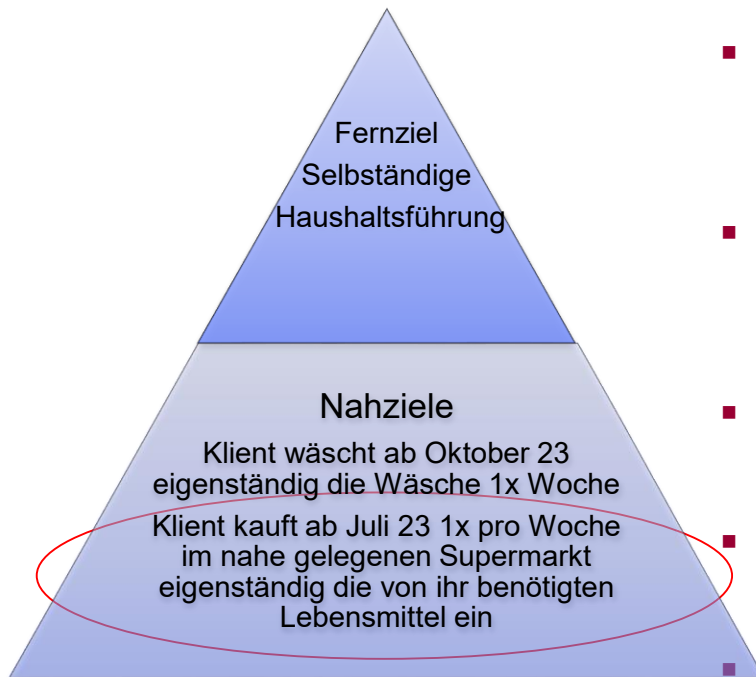 Fernziel
Selbständige
Haushaltsführung
Nahziele
Klient wäscht ab Oktober 23
eigenständig die Wäsche 1x Woche
Klient kauft ab Juli 23 1x pro Woche
im nahe gelegenen Supermarkt
eigenständig die von ihr benötigten
Lebensmittel ein